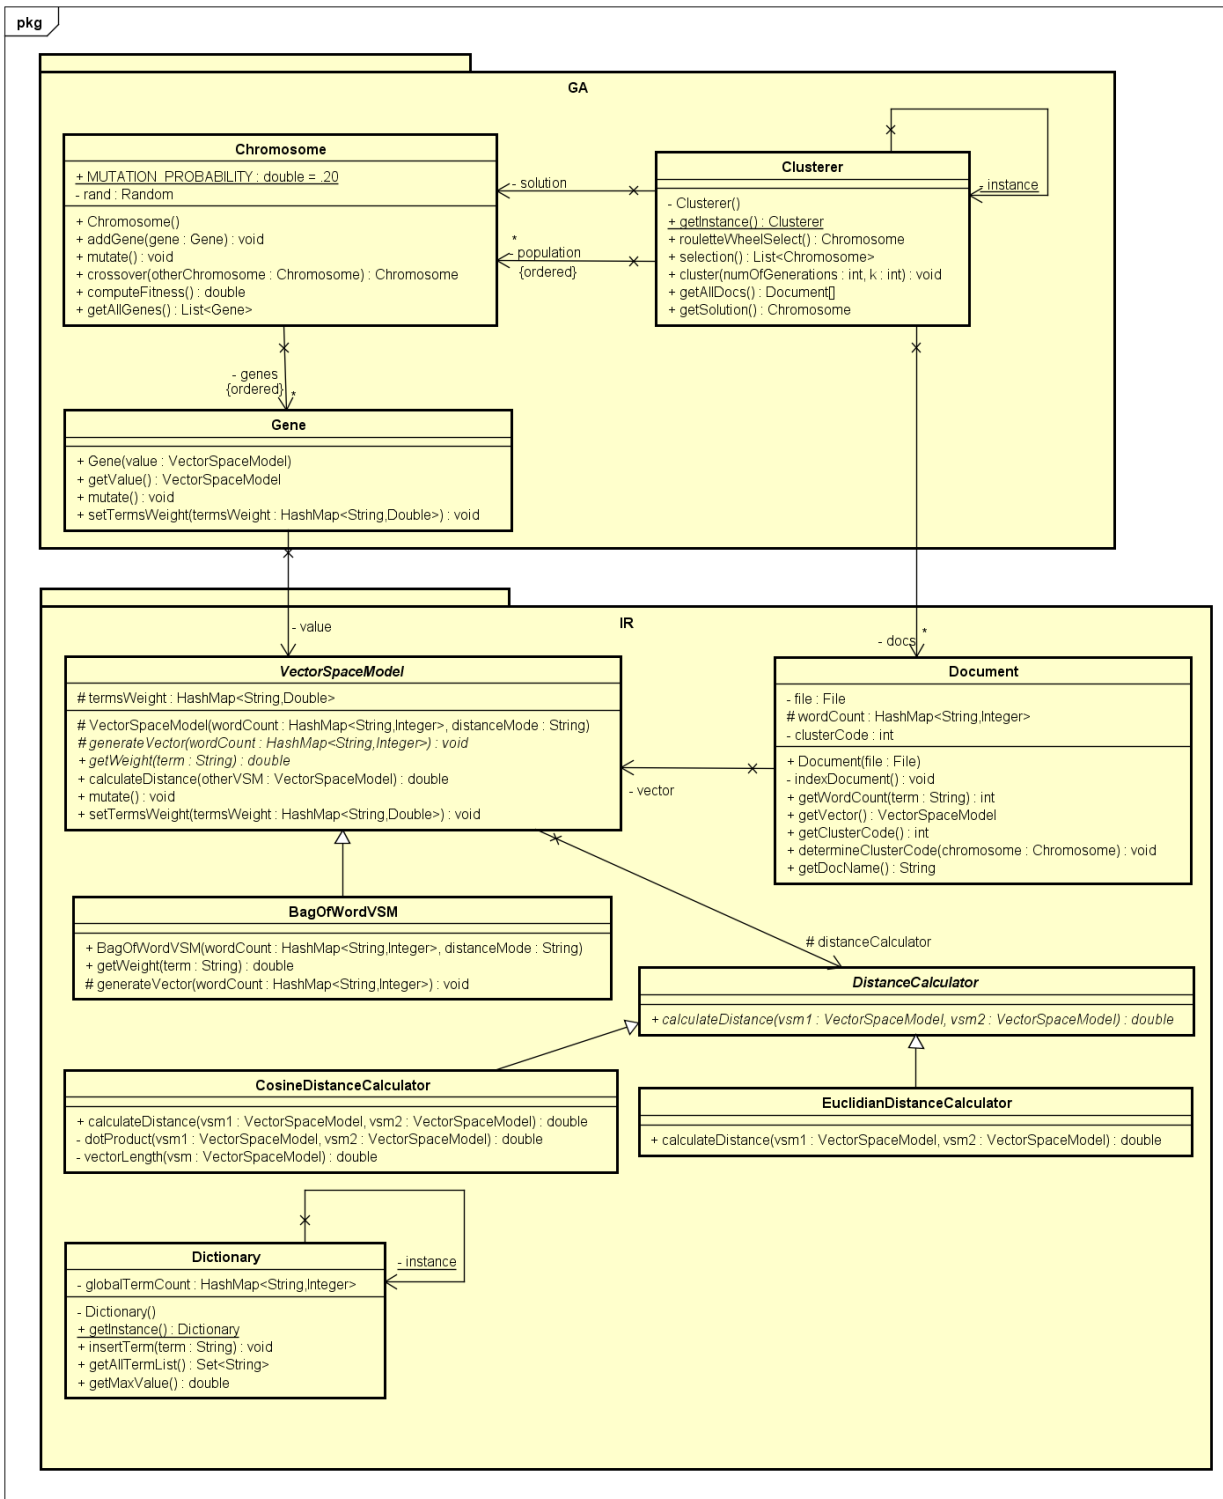 pkg
GA
Chromosome
+ MUTATION_PROBABILITY : double = .20
- rand : Random
+ Chromosome()
+ addGene(gene : Gene) : void
+ mutate() : void
+ crossover(otherChromosome : Chromosome) : Chromosome
+ computeFitness() : double
+ getAllGenes() : List<Gene>
- solution
*
- population
{ordered}
Clusterer
- Clusterer()
+ getInstance() : Clusterer
+ rouletteWheelSelect() : Chromosome
+ selection() : List<Chromosome>
+ cluster(numOfGenerations : int, k : int) : void
+ getAllDocs() : Document[]
+ getSolution() : Chromosome
- instance
- genes
{ordered}
*
Gene
+ Gene(value : VectorSpaceModel)
+ getValue() : VectorSpaceModel
+ mutate() : void
+ setTermsWeight(termsWeight : HashMap<String,Double>) : void
IR
- value
*
- docs
VectorSpaceModel
# termsWeight : HashMap<String,Double>
# VectorSpaceModel(wordCount : HashMap<String,Integer>, distanceMode : String)
# generateVector(wordCount : HashMap<String,Integer>) : void
+ getWeight(term : String) : double
+ calculateDistance(otherVSM : VectorSpaceModel) : double
+ mutate() : void
+ setTermsWeight(termsWeight : HashMap<String,Double>) : void
- vector
Document
- file : File
# wordCount : HashMap<String,Integer>
- clusterCode : int
+ Document(file : File)
- indexDocument() : void
+ getWordCount(term : String) : int
+ getVector() : VectorSpaceModel
+ getClusterCode() : int
+ determineClusterCode(chromosome : Chromosome) : void
+ getDocName() : String
BagOfWordVSM
+ BagOfWordVSM(wordCount : HashMap<String,Integer>, distanceMode : String)
+ getWeight(term : String) : double
# generateVector(wordCount : HashMap<String,Integer>) : void
# distanceCalculator
DistanceCalculator
+ calculateDistance(vsm1 : VectorSpaceModel, vsm2 : VectorSpaceModel) : double
CosineDistanceCalculator
+ calculateDistance(vsm1 : VectorSpaceModel, vsm2 : VectorSpaceModel) : double
- dotProduct(vsm1 : VectorSpaceModel, vsm2 : VectorSpaceModel) : double
- vectorLength(vsm : VectorSpaceModel) : double
EuclidianDistanceCalculator
+ calculateDistance(vsm1 : VectorSpaceModel, vsm2 : VectorSpaceModel) : double
Dictionary
- globalTermCount : HashMap<String,Integer>
- Dictionary()
+ getInstance() : Dictionary
+ insertTerm(term : String) : void
+ getAllTermList() : Set<String>
+ getMaxValue() : double
- instance